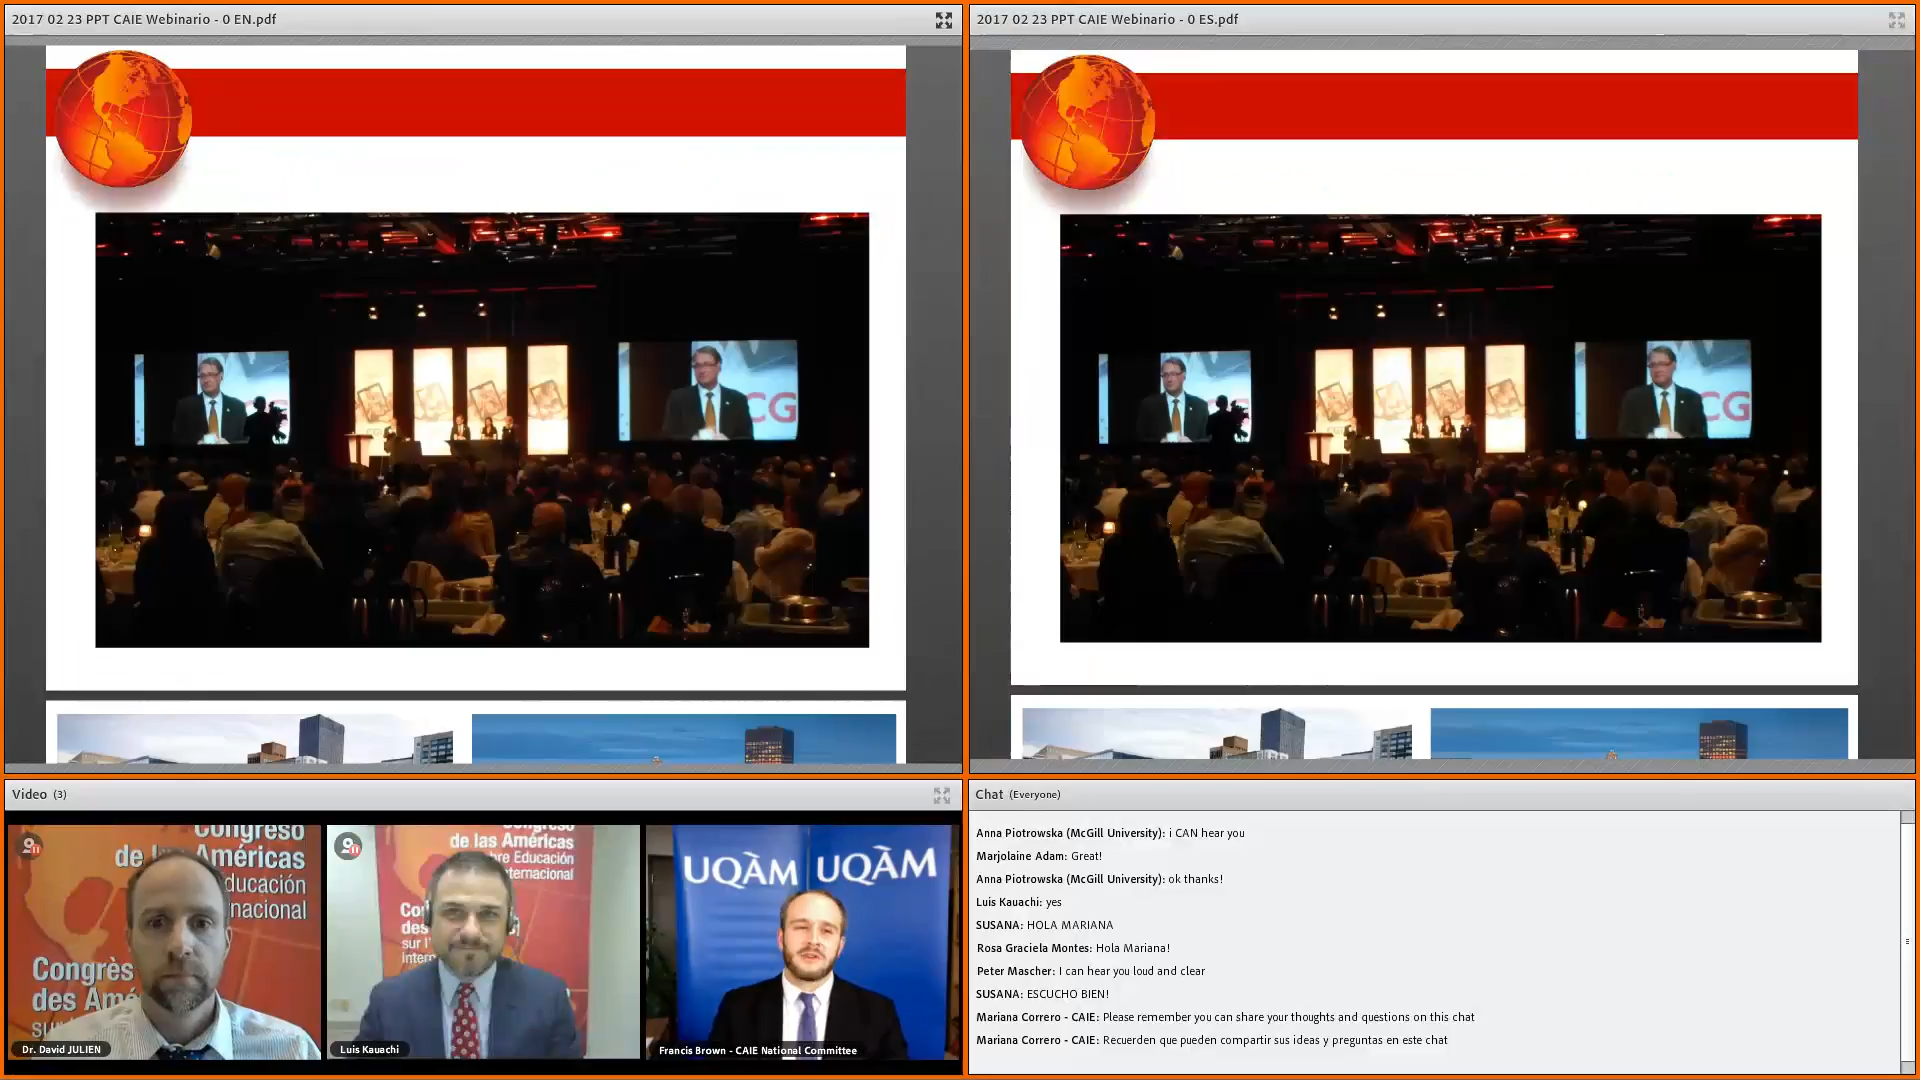 2017 02 23 PPT CAIE Webinario - 0 EN.pdf
2017 02 23 PPT CAIE Webinario - 0 ES.pdf
CG
CG
Video (3)
Congreso
de las Américas
Educación
nacional
Congrès
des Amé
Dr. David JULIEN
de las Américas
bre Educación
nternacional
Co
des
sur l'
intern
Luis Kauachi
UQÀM UQÀM
Francis Brown - CAIE National Committee
Chat (Everyone)
Anna Piotrowska (McGill University): i CAN hear you
Marjolaine Adam: Great!
Anna Piotrowska (McGill University): ok thanks!
Luis Kauachi: yes
SUSANA: HOLA MARIANA
Rosa Graciela Montes: Hola Mariana!
Peter Mascher: I can hear you loud and clear
SUSANA: ESCUCHO BIEN!
Mariana Correro - CAIE: Please remember you can share your thoughts and questions on this chat
Mariana Correro - CAIE: Recuerden que pueden compartir sus ideas y preguntas en este chat